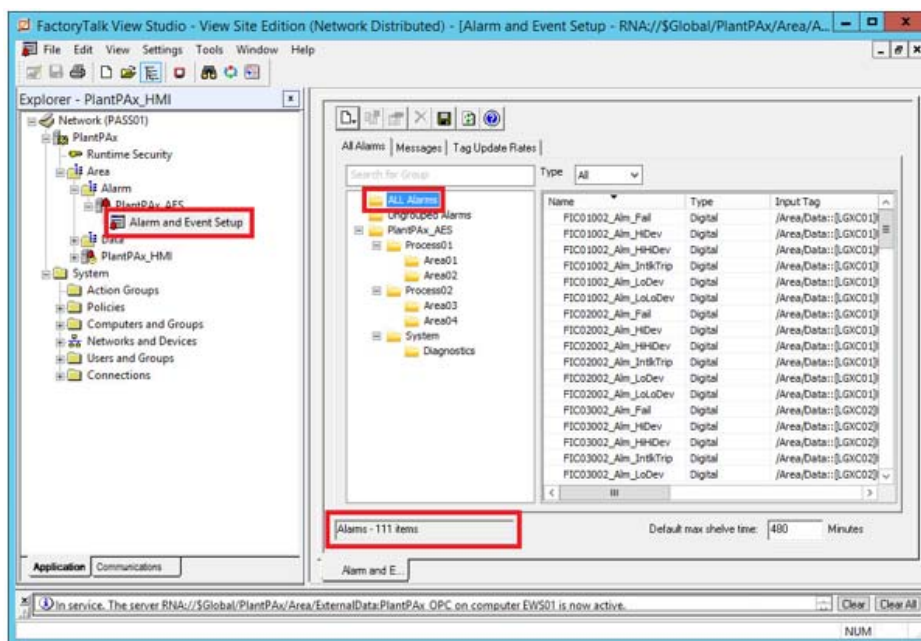 FactoryTalk View Studio - View Site Edition (Network Distributed) - [Alarm and Event Setup - RNA://$Global/PlantPAx/Area/A...
File Edit View Settings Tools Window Help
Explorer - PlantPAx_HMI
Network (PASS01)
PlantPAx
Runtime Security
Area
Alarm
PlantPAx_AES
Alarm and Event Setup
Data
PlantPAx_HMI
System
Action Groups
Policies
Computers and Groups
Networks and Devices
Users and Groups
Connections
Application Communications
All Alarms Messages Tag Update Rates
Search for Group
ALL Alarms
Ungrouped Alarms
PlantPAx_AES
Process01
Area01
Area02
Process02
Area03
Area04
System
Diagnostics
Type All
Name Type Input Tag
FIC01002_Alm_Fail Digital /Area/Data::[LGXC01]
FIC01002_Alm_HiDev Digital /Area/Data::[LGXC01]
FIC01002_Alm_HiHiDev Digital /Area/Data::[LGXC01]
FIC01002_Alm_IntlkTrip Digital /Area/Data::[LGXC01]
FIC01002_Alm_LoDev Digital /Area/Data::[LGXC01]
FIC01002_Alm_LoLoDev Digital /Area/Data::[LGXC01]
FIC02002_Alm_Fail Digital /Area/Data::[LGXC01]
FIC02002_Alm_HiDev Digital /Area/Data::[LGXC01]
FIC02002_Alm_HiHiDev Digital /Area/Data::[LGXC01]
FIC02002_Alm_IntlkTrip Digital /Area/Data::[LGXC01]
FIC02002_Alm_LoDev Digital /Area/Data::[LGXC01]
FIC02002_Alm_LoLoDev Digital /Area/Data::[LGXC01]
FIC03002_Alm_Fail Digital /Area/Data::[LGXC02]
FIC03002_Alm_HiDev Digital /Area/Data::[LGXC02]
FIC03002_Alm_HiHiDev Digital /Area/Data::[LGXC02]
FIC03002_Alm_IntlkTrip Digital /Area/Data::[LGXC02]
FIC03002_Alm_LoDev Digital /Area/Data::[LGXC02]
Alarms - 111 items
Default max shelve time: 480 Minutes
Alarm and E...
In service. The server RNA://$Global/PlantPAx/Area/ExternalData:PlantPAx_OPC on computer EWS01 is now active.
Clear Clear All
NUM